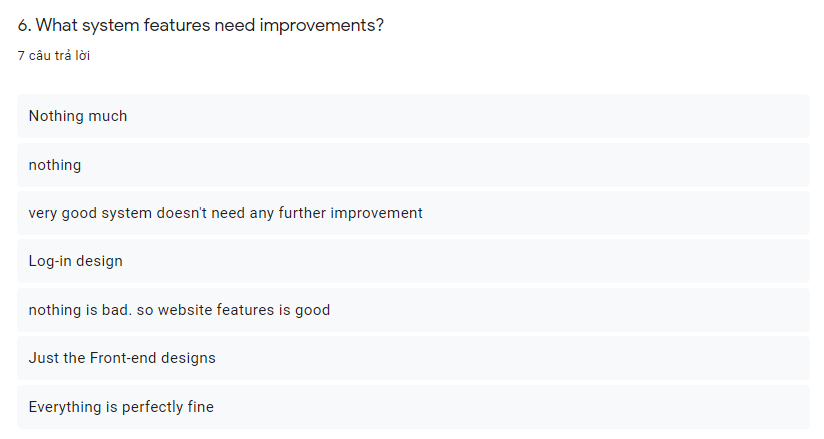 6. What system features need improvements?
7 câu trả lời
Nothing much
nothing
very good system doesn't need any further improvement
Log-in design
nothing is bad. so website features is good
Just the Front-end designs
Everything is perfectly fine